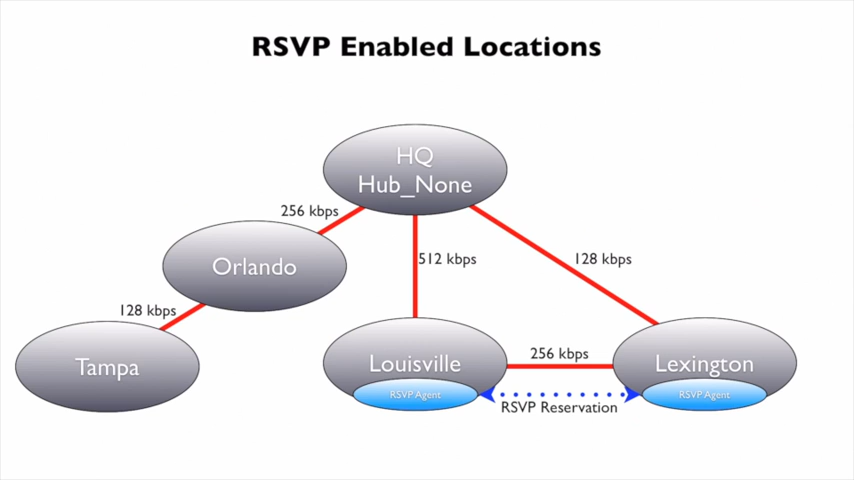 RSVP Enabled Locations
HQ
Hub_None
256 kbps
Orlando
512 kbps
128 kbps
128 kbps
Tampa
Louisville
256 kbps
Lexington
RSVP Agent
RSVP Agent
RSVP Reservation